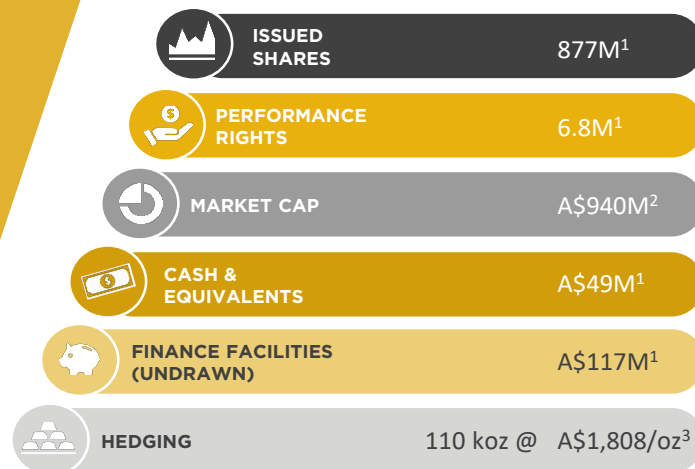 ISSUED
SHARES
877M¹
PERFORMANCE
RIGHTS
6.8M¹
MARKET CAP
A$940M²
CASH &
EQUIVALENTS
A$49M¹
FINANCE FACILITIES
(UNDRAWN)
A$117M¹
HEDGING
110 koz @ A$1,808/oz³